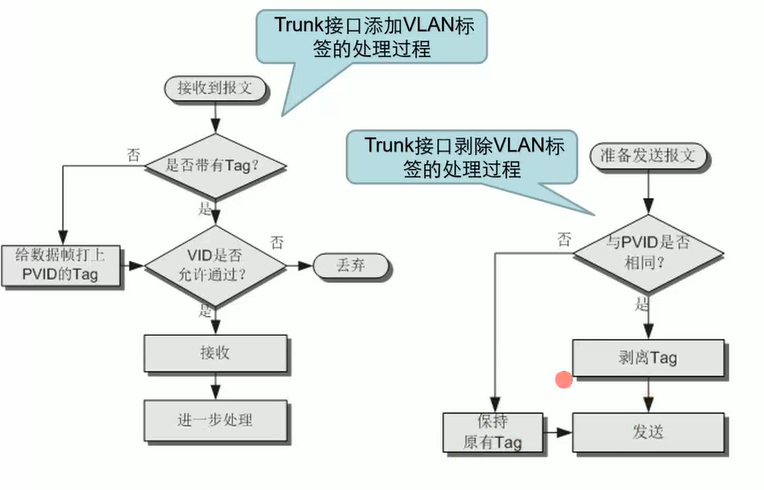 Trunk接口添加VLAN标
签的处理过程
接收到报文
是否带有Tag？
否
是
给数据帧打上
PVID的Tag
VID是否
允许通过？
否
丢弃
是
接收
进一步处理
Trunk接口剥除VLAN标
签的处理过程
准备发送报文
与PVID是否
相同？
否
是
剥离Tag
保持
原有Tag
发送